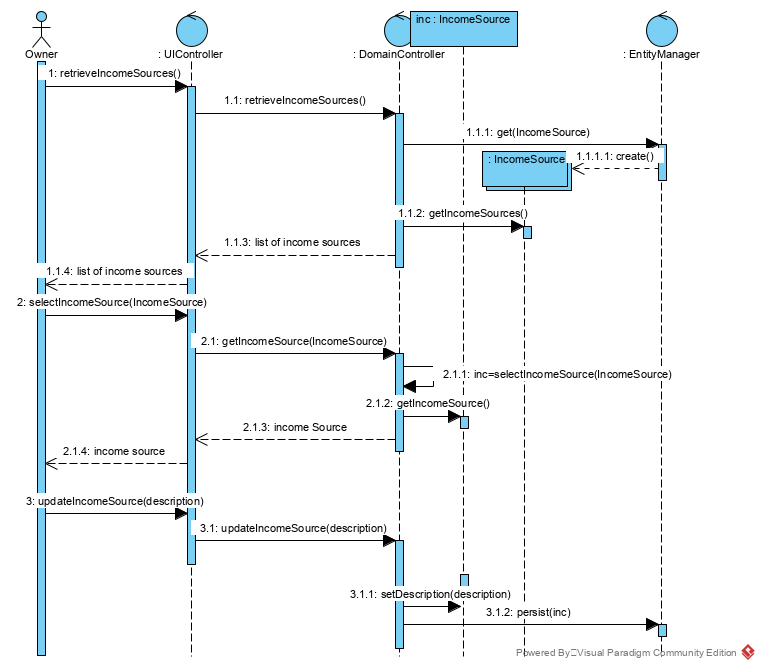 inc : IncomeSource
Owner
: UIController
: DomainController
: EntityManager
1: retrieveIncomeSources()
1.1: retrieveIncomeSources()
1.1.1: get(IncomeSource)
: IncomeSource
1.1.1.1: create()
1.1.2: getIncomeSources()
1.1.3: list of income sources
1.1.4: list of income sources
2: selectIncomeSource(IncomeSource)
2.1: getIncomeSource(IncomeSource)
2.1.1: inc=selectIncomeSource(IncomeSource)
2.1.2: getIncomeSource()
2.1.3: income Source
2.1.4: income source
3: updateIncomeSource(description)
3.1: updateIncomeSource(description)
3.1.1: setDescription(description)
3.1.2: persist(inc)
Powered By Visual Paradigm Community Edition